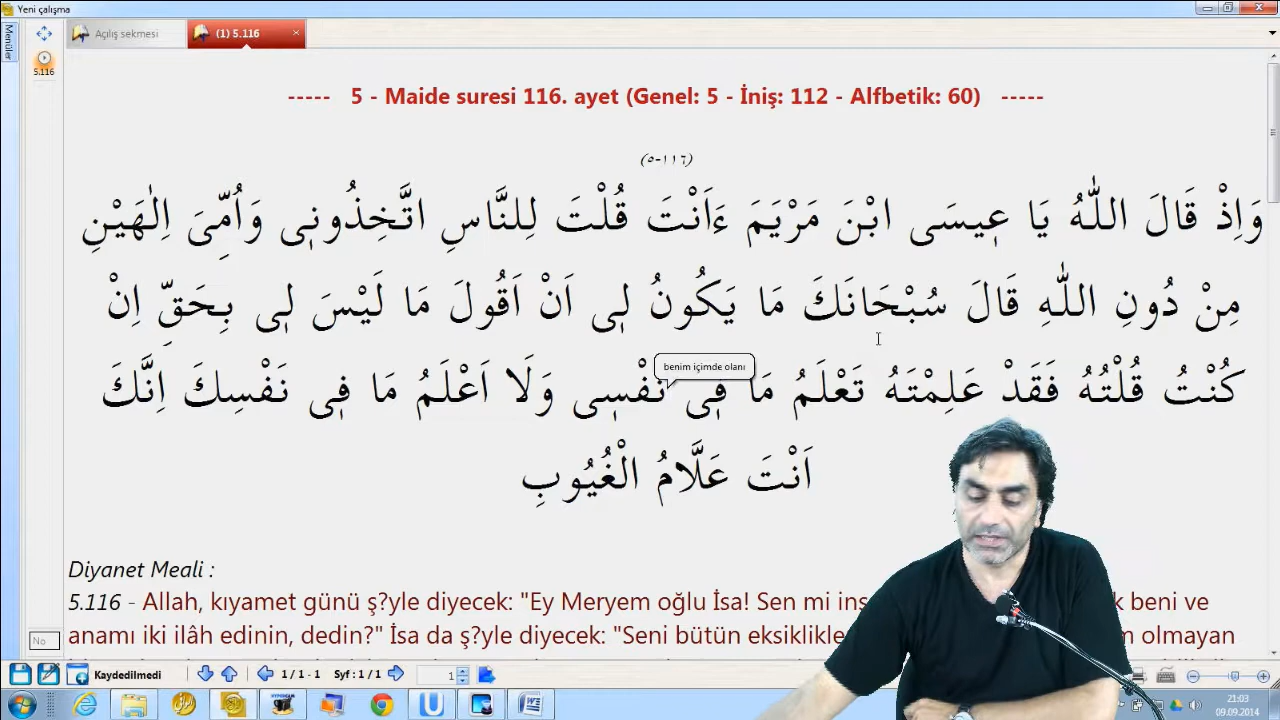 Yeni çalışma
Menüler
Açılış sekmesi
(1) 5.116
5.116
----- 5 - Maide suresi 116. ayet (Genel: 5 - İniş: 112 - Alfbetik: 60) -----
(٥-١١٦)
وَاِذْ قَالَ اللّٰهُ يَا عٖيسَى ابْنَ مَرْيَمَ ءَاَنْتَ قُلْتَ لِلنَّاسِ اتَّخِذُونٖى وَاُمِّىَ اِلٰهَيْنِ
مِنْ دُونِ اللّٰهِ قَالَ سُبْحَانَكَ مَا يَكُونُ لٖى اَنْ اَقُولَ مَا لَيْسَ لٖى بِحَقٍّ اِنْ
benim içimde olanı
كُنْتُ قُلْتُهُ فَقَدْ عَلِمْتَهُ تَعْلَمُ مَا فٖى نَفْسٖى وَلَا اَعْلَمُ مَا فٖى نَفْسِكَ اِنَّكَ
اَنْتَ عَلَّامُ الْغُيُوبِ
Diyanet Meali :
5.116 - Allah, kıyamet günü ş?yle diyecek: "Ey Meryem oğlu İsa! Sen mi ins k beni ve
anamı iki ilâh edinin, dedin?" İsa da ş?yle diyecek: "Seni bütün eksiklikle m olmayan
No
Kaydedilmedi
1 / 1 - 1
Syf : 1 / 1
1
21:03
09.09.2014